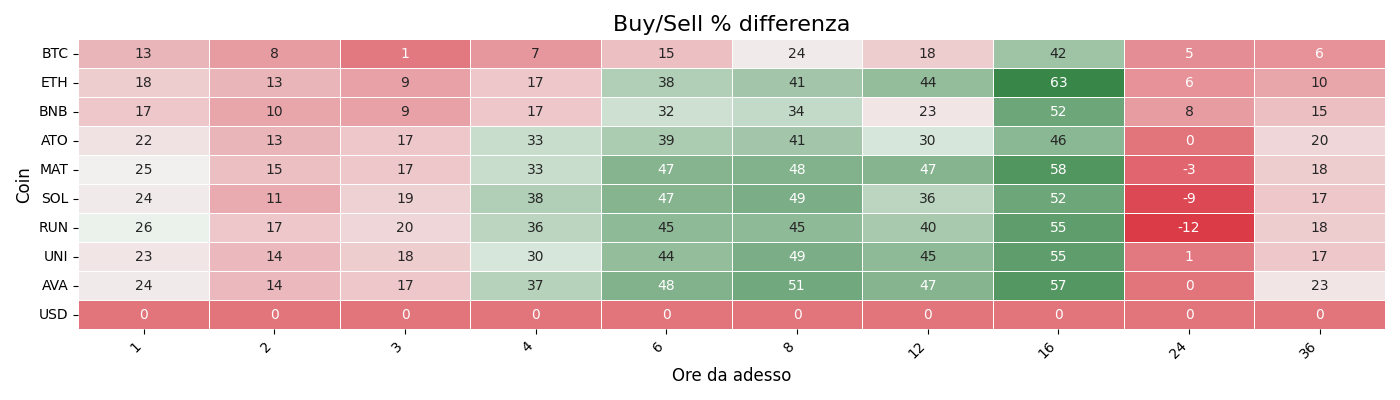 Buy/Sell % differenza
Coin
BTC 13 8 1 7 15 24 18 42 5 6
ETH 18 13 9 17 38 41 44 63 6 10
BNB 17 10 9 17 32 34 23 52 8 15
ATO 22 13 17 33 39 41 30 46 0 20
MAT 25 15 17 33 47 48 47 58 -3 18
SOL 24 11 19 38 47 49 36 52 -9 17
RUN 26 17 20 36 45 45 40 55 -12 18
UNI 23 14 18 30 44 49 45 55 1 17
AVA 24 14 17 37 48 51 47 57 0 23
USD 0 0 0 0 0 0 0 0 0 0
1 2 3 4 6 8 12 16 24 36
Ore da adesso